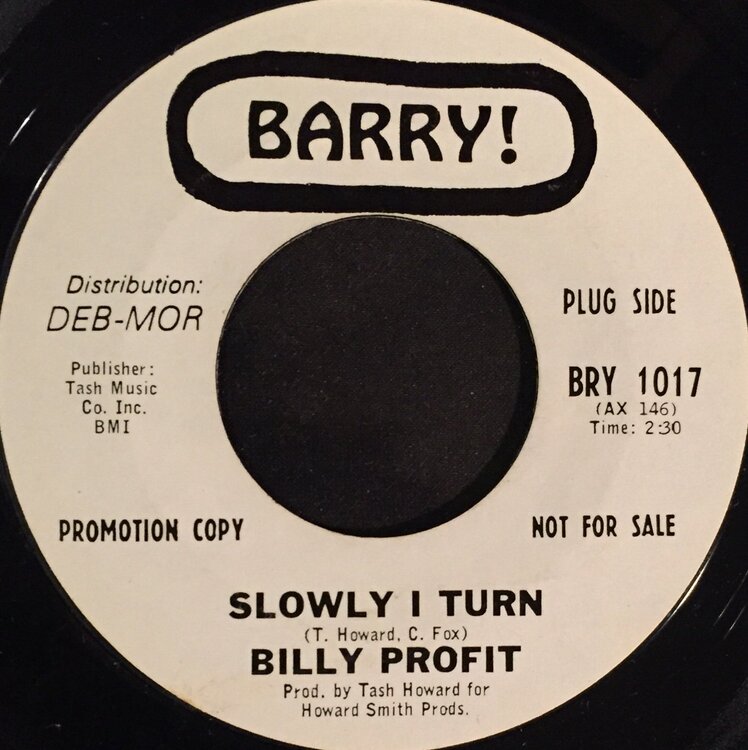 BARRY!
Distribution:
DEB-MOR
Publisher:
Tash Music
Co. Inc.
BMI
PLUG SIDE
BRY 1017
(AX 146)
Time: 2:30
PROMOTION COPY
NOT FOR SALE
SLOWLY I TURN
(T. Howard, C. Fox)
BILLY PROFIT
Prod. by Tash Howard for
Howard Smith Prods.